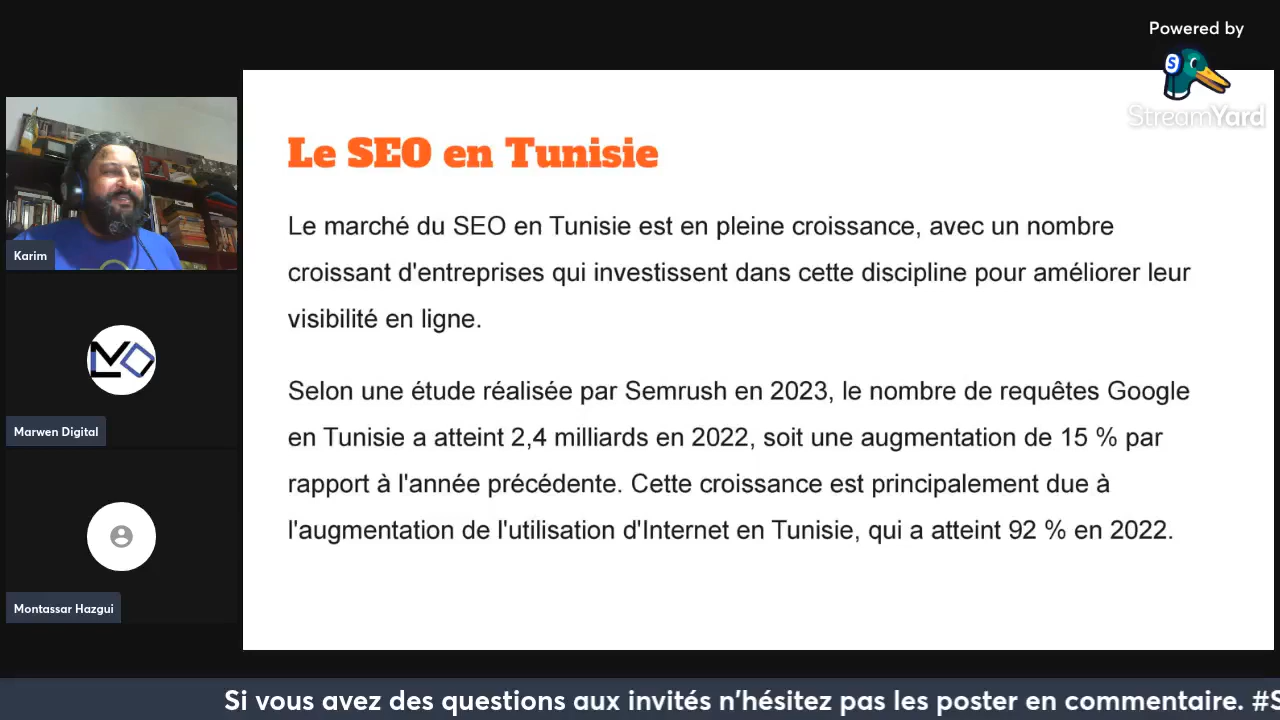 Powered by
S
StreamYard
Le SEO en Tunisie
Le marché du SEO en Tunisie est en pleine croissance, avec un nombre
croissant d'entreprises qui investissent dans cette discipline pour améliorer leur
visibilité en ligne.
Selon une étude réalisée par Semrush en 2023, le nombre de requêtes Google
en Tunisie a atteint 2,4 milliards en 2022, soit une augmentation de 15 % par
rapport à l'année précédente. Cette croissance est principalement due à
l'augmentation de l'utilisation d'Internet en Tunisie, qui a atteint 92 % en 2022.
Karim
Marwen Digital
Montassar Hazgui
Si vous avez des questions aux invités n'hésitez pas les poster en commentaire. #S